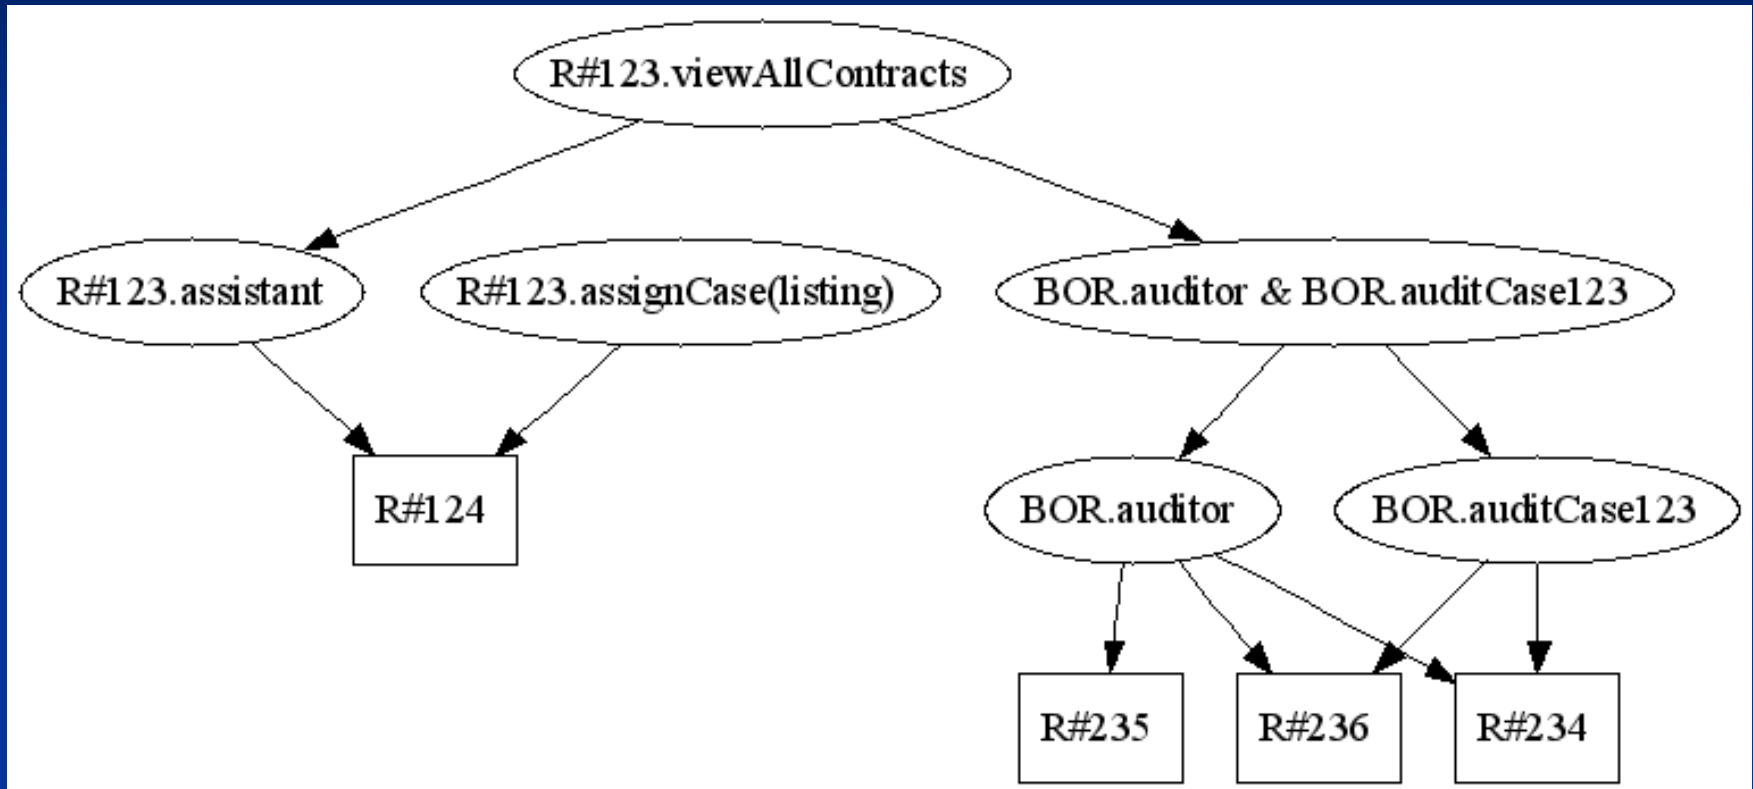 R#123.viewAllContracts
R#123.assistant
R#123.assignCase(listing)
BOR.auditor & BOR.auditCase123
R#124
BOR.auditor
BOR.auditCase123
R#235
R#236
R#234